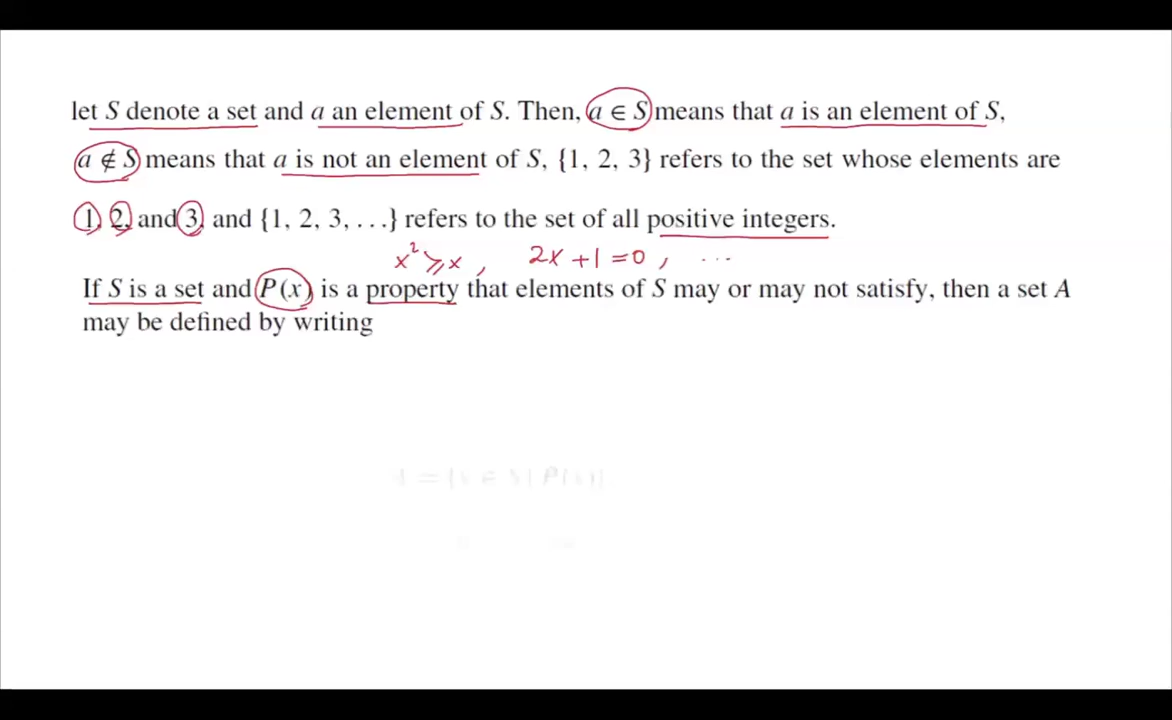 let S denote a set and a an element of S. Then, a ∈ S means that a is an element of S,
a ∉ S means that a is not an element of S, {1, 2, 3} refers to the set whose elements are
1, 2, and 3, and {1, 2, 3, . . .} refers to the set of all positive integers.
x² ⩾ x , 2x + 1 = 0 , ...
If S is a set and P(x) is a property that elements of S may or may not satisfy, then a set A
may be defined by writing